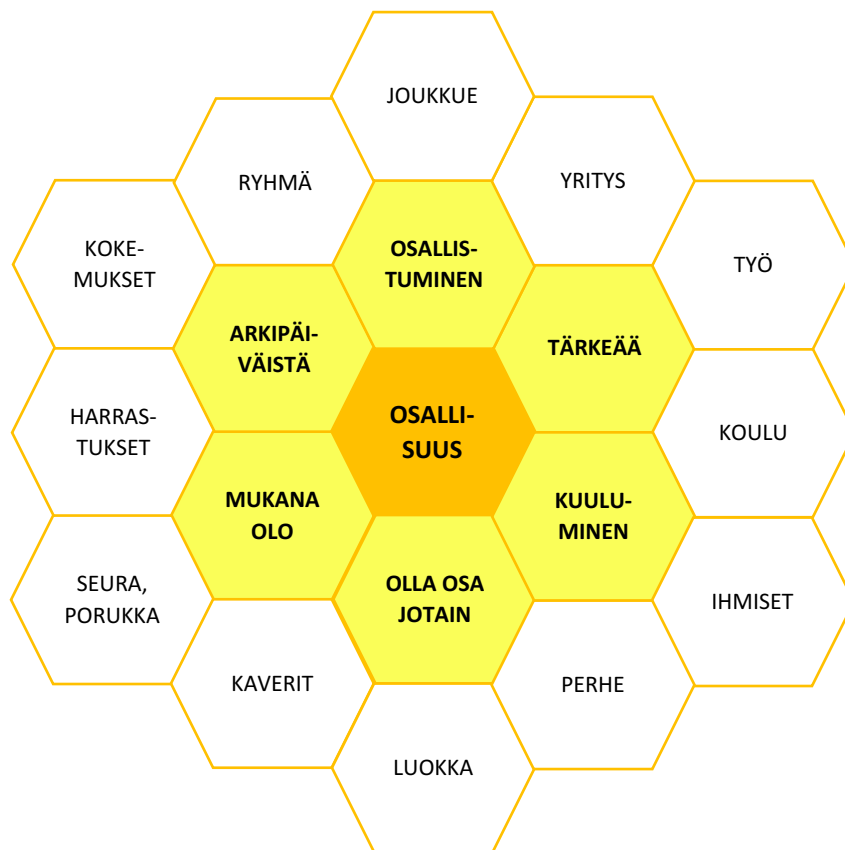 JOUKKUE
RYHMÄ
YRITYS
KOKE-
MUKSET
OSALLIS-
TUMINEN
TYÖ
ARKIPÄI-
VÄISTÄ
TÄRKEÄÄ
HARRAS-
TUKSET
OSALLI-
SUUS
KOULU
MUKANA
OLO
KUULU-
MINEN
SEURA,
PORUKKA
OLLA OSA
JOTAIN
IHMISET
KAVERIT
PERHE
LUOKKA